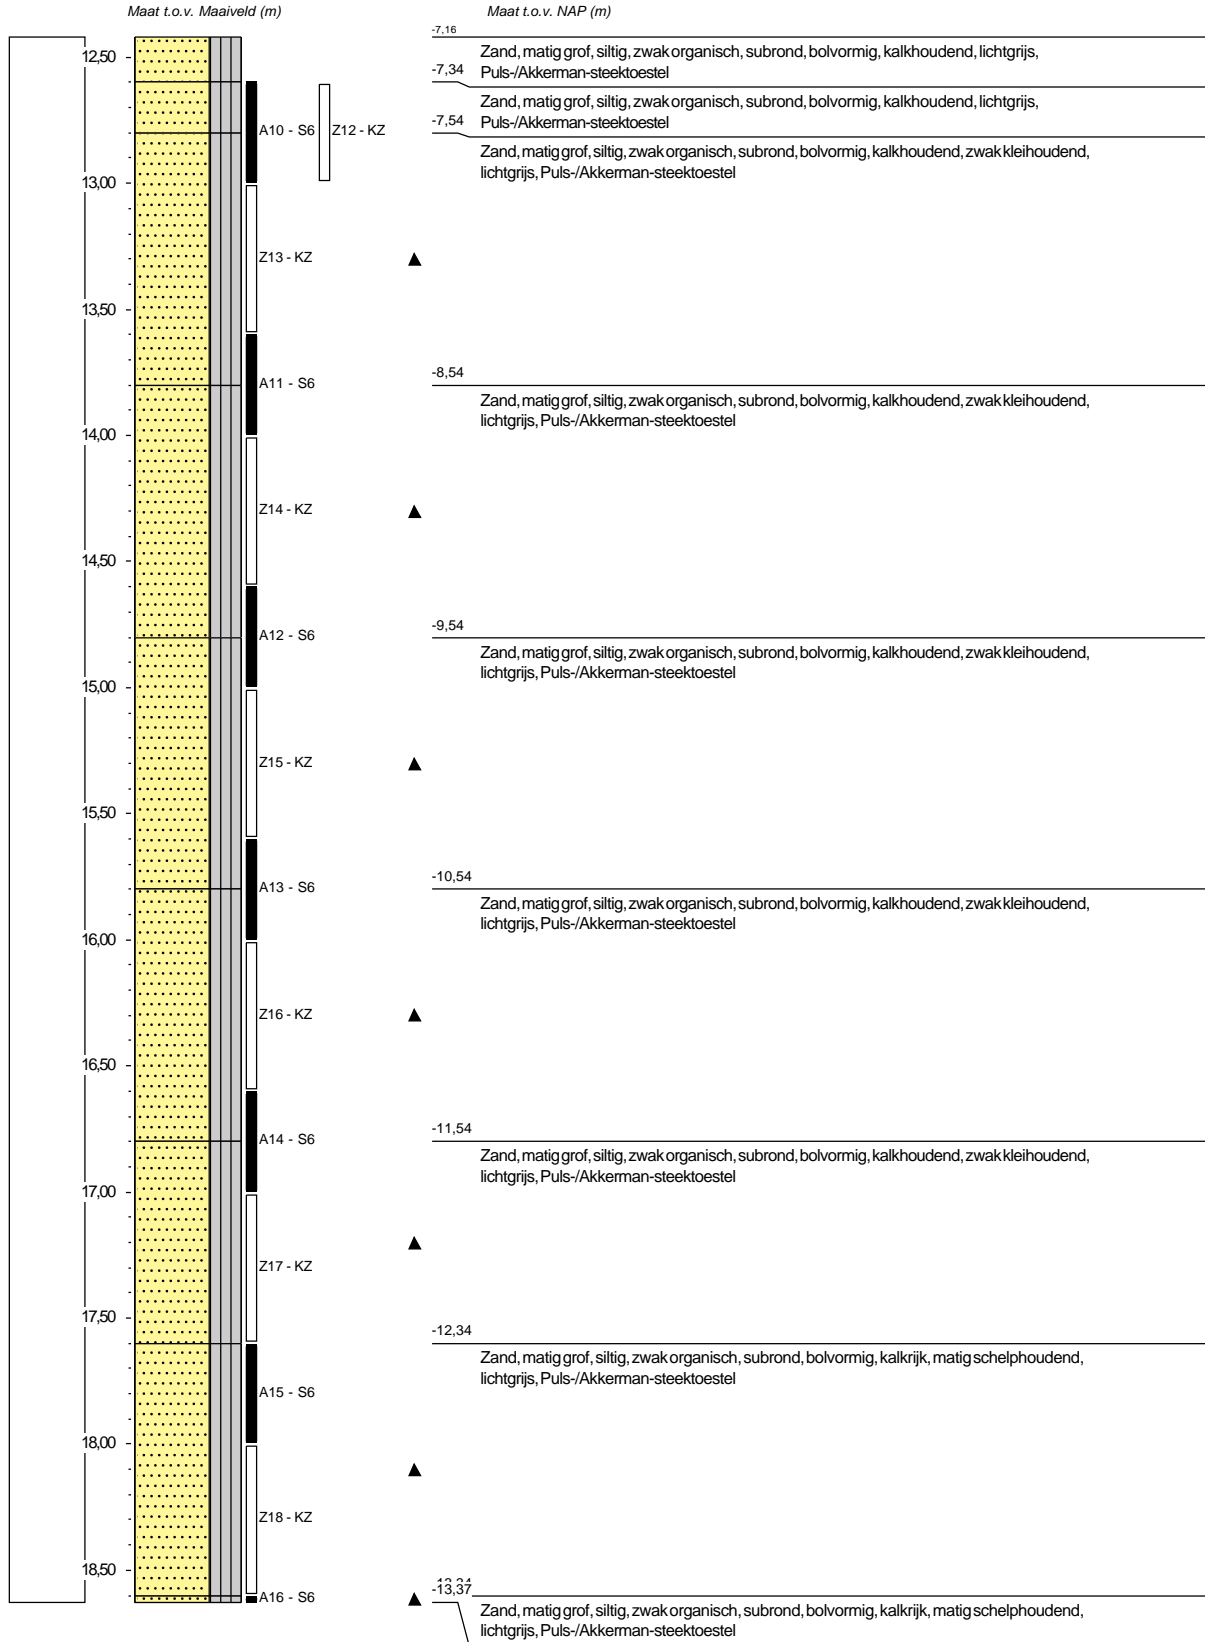 Maat t.o.v. Maaiveld (m)
Maat t.o.v. NAP (m)
-7,16
Zand, matig grof, siltig, zwak organisch, subrond, bolvormig, kalkhoudend, lichtgrijs,
Puls-/Akkerman-steektoestel
12,50
-7,34
Zand, matig grof, siltig, zwak organisch, subrond, bolvormig, kalkhoudend, lichtgrijs,
Puls-/Akkerman-steektoestel
A10 - S6
Z12 - KZ
-7,54
Zand, matig grof, siltig, zwak organisch, subrond, bolvormig, kalkhoudend, zwak kleihoudend,
lichtgrijs, Puls-/Akkerman-steektoestel
13,00
Z13 - KZ
13,50
A11 - S6
-8,54
Zand, matig grof, siltig, zwak organisch, subrond, bolvormig, kalkhoudend, zwak kleihoudend,
lichtgrijs, Puls-/Akkerman-steektoestel
14,00
Z14 - KZ
14,50
A12 - S6
-9,54
Zand, matig grof, siltig, zwak organisch, subrond, bolvormig, kalkhoudend, zwak kleihoudend,
lichtgrijs, Puls-/Akkerman-steektoestel
15,00
Z15 - KZ
15,50
A13 - S6
-10,54
Zand, matig grof, siltig, zwak organisch, subrond, bolvormig, kalkhoudend, zwak kleihoudend,
lichtgrijs, Puls-/Akkerman-steektoestel
16,00
Z16 - KZ
16,50
A14 - S6
-11,54
Zand, matig grof, siltig, zwak organisch, subrond, bolvormig, kalkhoudend, zwak kleihoudend,
lichtgrijs, Puls-/Akkerman-steektoestel
17,00
Z17 - KZ
17,50
-12,34
Zand, matig grof, siltig, zwak organisch, subrond, bolvormig, kalkrijk, matig schelphoudend,
lichtgrijs, Puls-/Akkerman-steektoestel
A15 - S6
18,00
Z18 - KZ
18,50
A16 - S6
-13,37
Zand, matig grof, siltig, zwak organisch, subrond, bolvormig, kalkrijk, matig schelphoudend,
lichtgrijs, Puls-/Akkerman-steektoestel